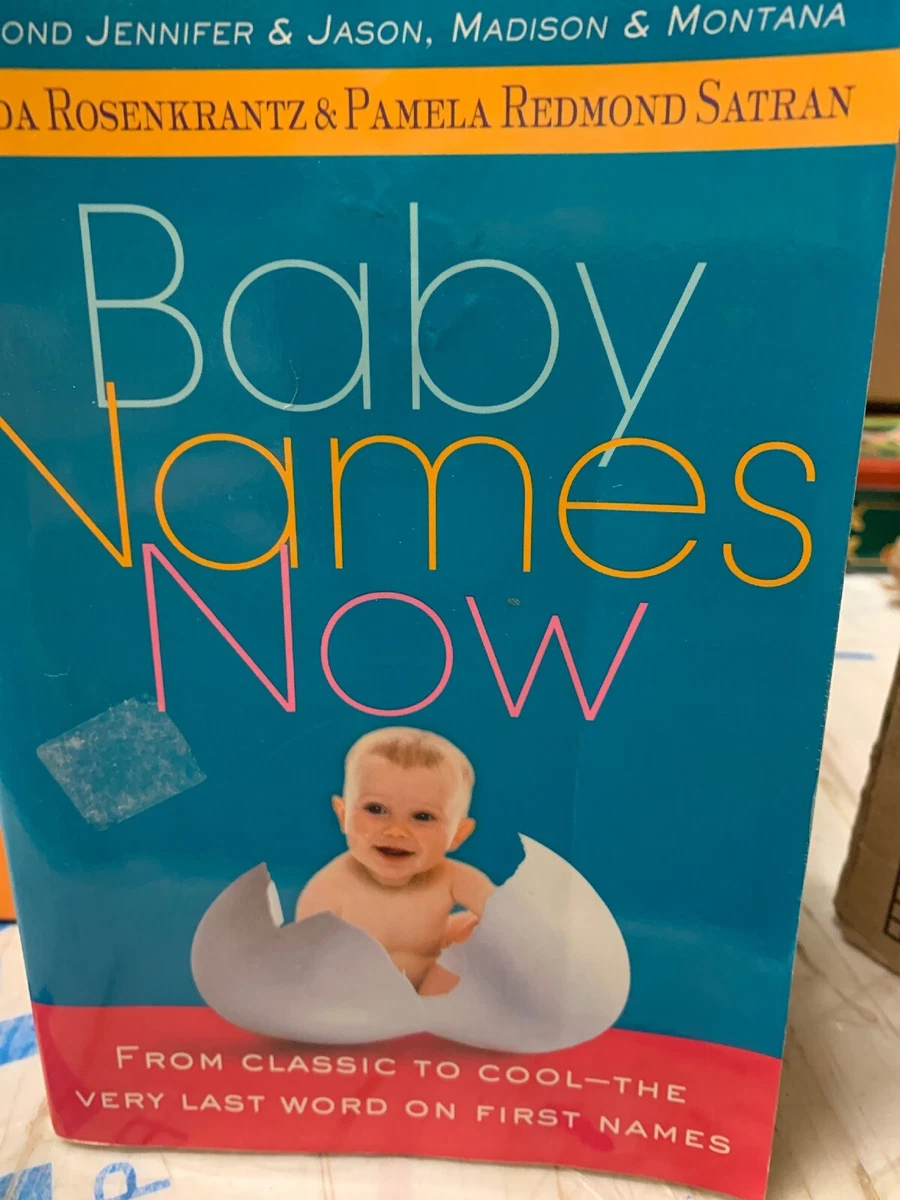 OND JENNIFER & JASON, MADISON & MONTANA
DA ROSENKRANTZ & PAMELA REDMOND SATRAN
Baby
Names
Now
FROM CLASSIC TO COOL—THE
VERY LAST WORD ON FIRST NAMES